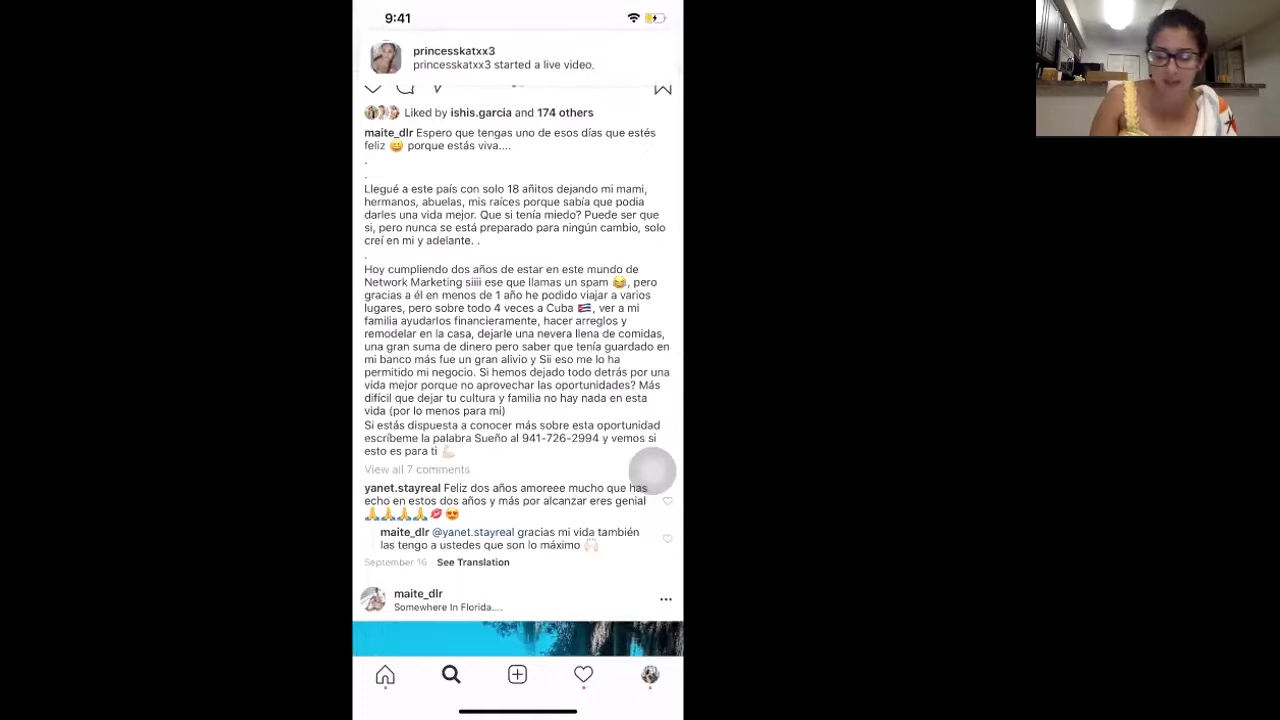 9:41
princesskatxx3
princesskatxx3 started a live video.
Liked by ishis.garcia and 174 others
maite_dlr Espero que tengas uno de esos días que estés
feliz 😄 porque estás viva....
.
.
Llegué a este país con solo 18 añitos dejando mi mami,
hermanos, abuelas, mis raíces porque sabía que podia
darles una vida mejor. Que si tenía miedo? Puede ser que
si, pero nunca se está preparado para ningún cambio, solo
creí en mi y adelante. .
.
Hoy cumpliendo dos años de estar en este mundo de
Network Marketing siiii ese que llamas un spam 😂, pero
gracias a él en menos de 1 año he podido viajar a varios
lugares, pero sobre todo 4 veces a Cuba 🇨🇺, ver a mi
familia ayudarlos financieramente, hacer arreglos y
remodelar en la casa, dejarle una nevera llena de comidas,
una gran suma de dinero pero saber que tenía guardado en
mi banco más fue un gran alivio y Sii eso me lo ha
permitido mi negocio. Si hemos dejado todo detrás por una
vida mejor porque no aprovechar las oportunidades? Más
difícil que dejar tu cultura y familia no hay nada en esta
vida (por lo menos para mi)
Si estás dispuesta a conocer más sobre esta oportunidad
escríbeme la palabra Sueño al 941-726-2994 y vemos si
esto es para ti 💪🏻
View all 7 comments
yanet.stayreal Feliz dos años amoreee mucho que has
echo en estos dos años y más por alcanzar eres genial
🙏🙏🙏🙏💋😍
maite_dlr @yanet.stayreal gracias mi vida también
las tengo a ustedes que son lo máximo 🙌🏻
September 16 · See Translation
maite_dlr
Somewhere In Florida....